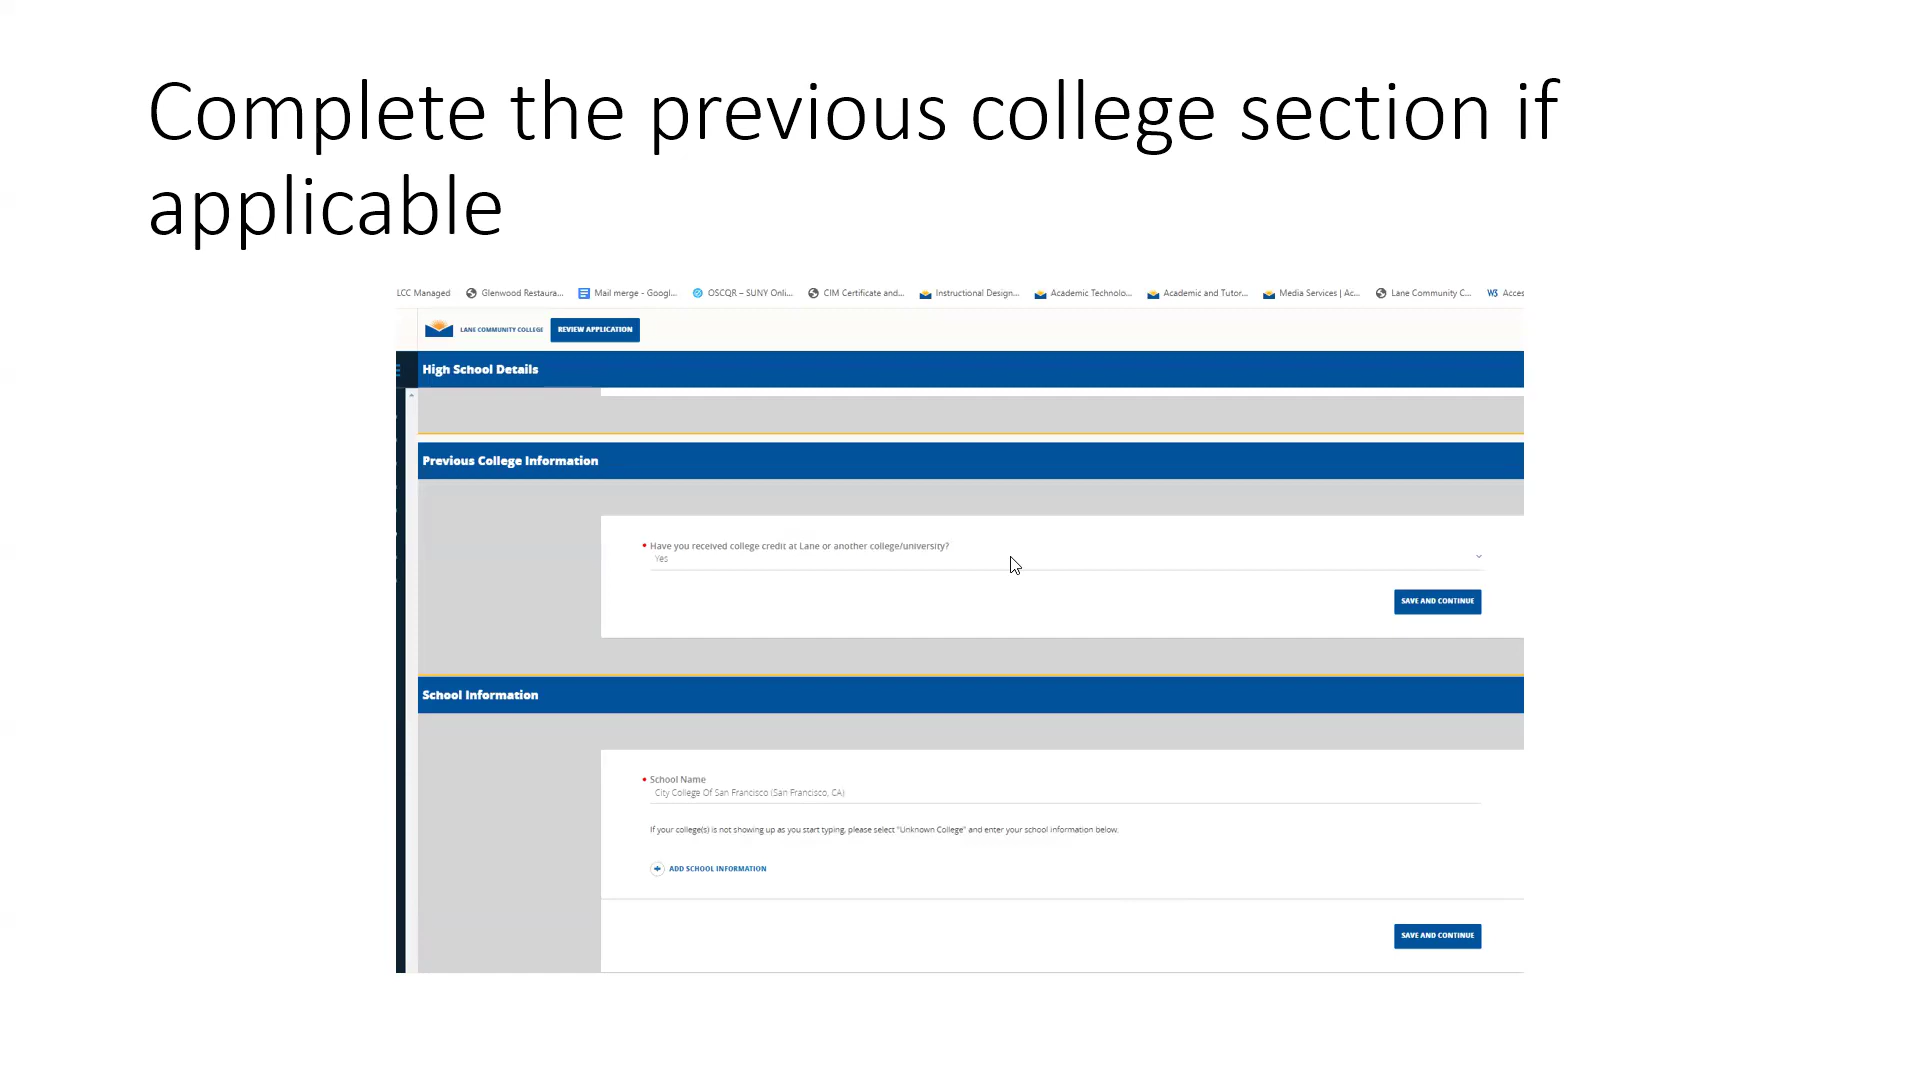 Complete the previous college section if
applicable
LCC Managed Glenwood Restaura... Mail merge - Googl... OSCQR – SUNY Onli... CIM Certificate and... Instructional Design... Academic Technolo... Academic and Tutor... Media Services | Ac... Lane Community C... W3 Acces
LANE COMMUNITY COLLEGE REVIEW APPLICATION
High School Details
Previous College Information
• Have you received college credit at Lane or another college/university?
Yes
SAVE AND CONTINUE
School Information
• School Name
City College Of San Francisco (San Francisco, CA)
If your college(s) is not showing up as you start typing, please select "Unknown College" and enter your school information below.
ADD SCHOOL INFORMATION
SAVE AND CONTINUE